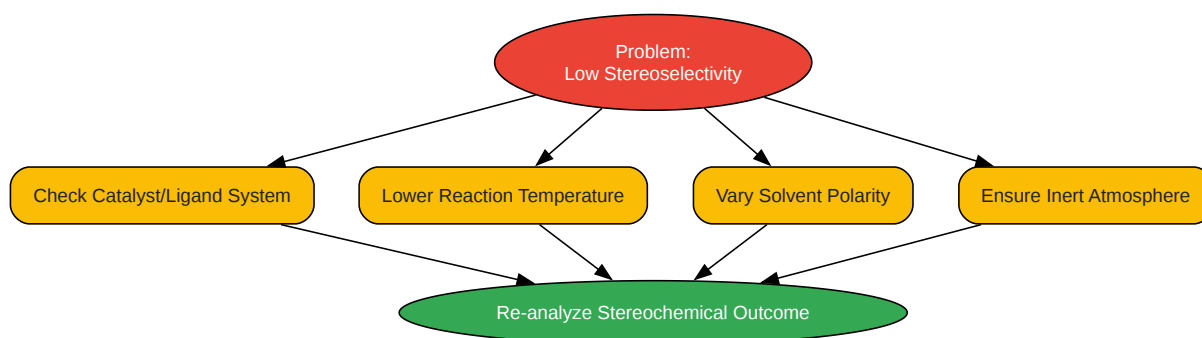 Problem:
Low Stereoselectivity
Check Catalyst/Ligand System
Lower Reaction Temperature
Vary Solvent Polarity
Ensure Inert Atmosphere
Re-analyze Stereochemical Outcome